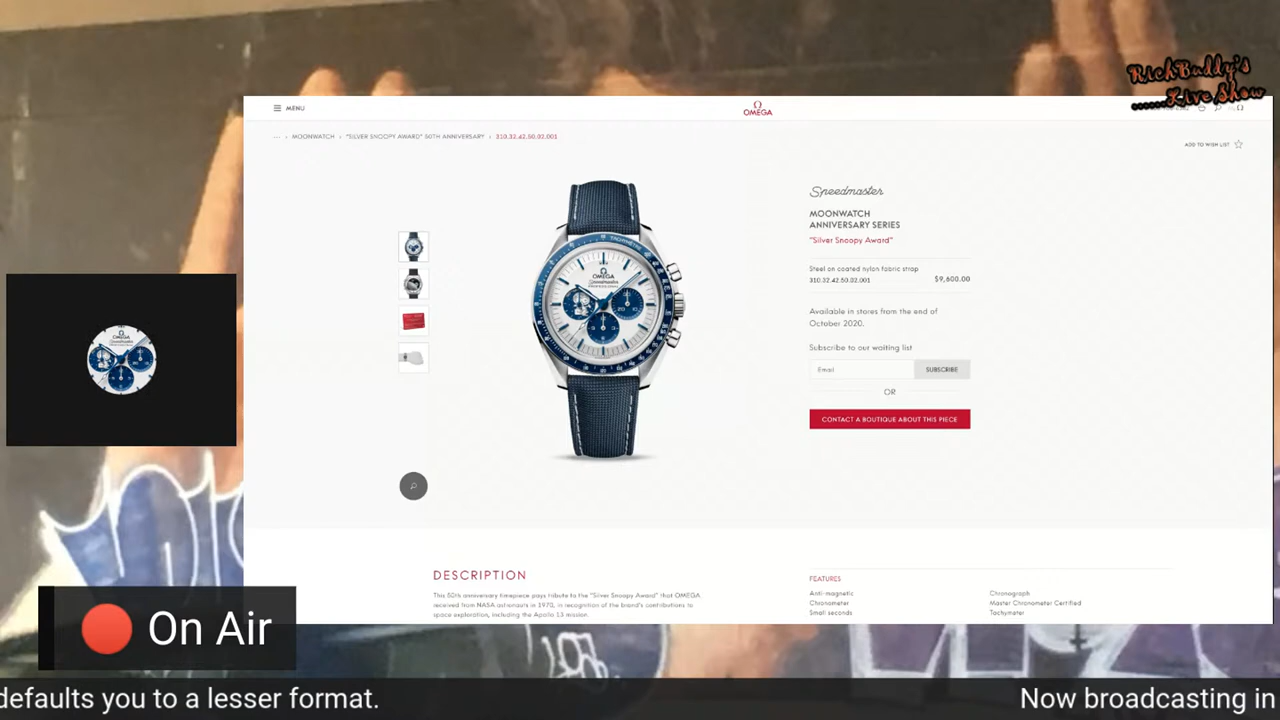 RichBuddy's
Live Show
MENU
OMEGA
MOONWATCH › "SILVER SNOOPY AWARD" 50TH ANNIVERSARY › 310.32.42.50.02.001
ADD TO WISH LIST
Speedmaster
MOONWATCH
ANNIVERSARY SERIES
"Silver Snoopy Award"
Steel on coated nylon fabric strap
310.32.42.50.02.001
$9,600.00
Available in stores from the end of
October 2020.
Subscribe to our waiting list
Email
SUBSCRIBE
OR
CONTACT A BOUTIQUE ABOUT THIS PIECE
TACHYMÈTRE
OMEGA
Speedmaster
PROFESSIONAL
OMEGA
DESCRIPTION
This 50th anniversary timepiece pays tribute to the "Silver Snoopy Award" that OMEGA
received from NASA astronauts in 1970, in recognition of the brand's contributions to
space exploration, including the Apollo 13 mission.
FEATURES
Anti-magnetic
Chronometer
Small seconds
Chronograph
Master Chronometer Certified
Tachymeter
On Air
defaults you to a lesser format.
Now broadcasting in